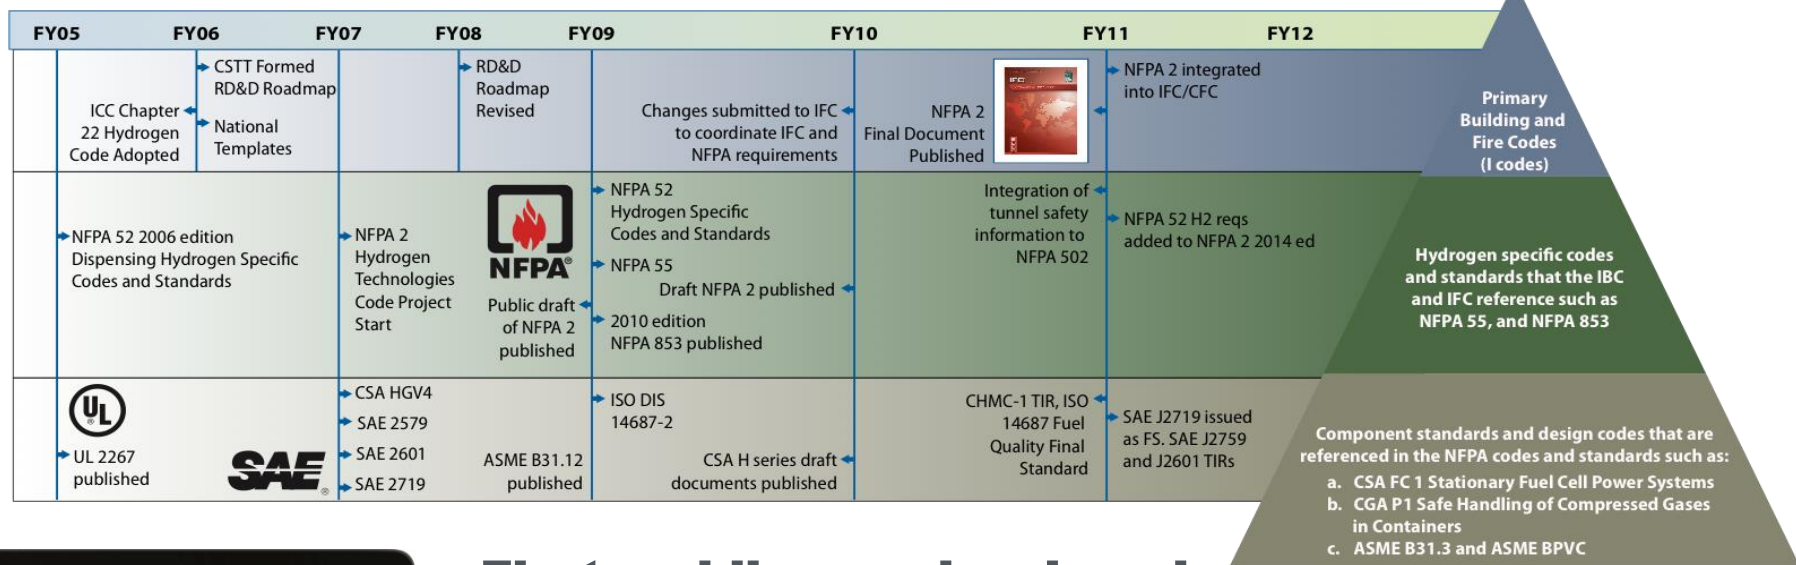 FY05 FY06 FY07 FY08 FY09 FY10 FY11 FY12
ICC Chapter
22 Hydrogen
Code Adopted
CSTT Formed
RD&D Roadmap
National
Templates
RD&D
Roadmap
Revised
Changes submitted to IFC
to coordinate IFC and
NFPA requirements
NFPA 2
Final Document
Published
IFC
NFPA 2 integrated
into IFC/CFC
Primary
Building and
Fire Codes
(I codes)
NFPA 52 2006 edition
Dispensing Hydrogen Specific
Codes and Standards
NFPA 2
Hydrogen
Technologies
Code Project
Start
NFPA®
Public draft
of NFPA 2
published
NFPA 52
Hydrogen Specific
Codes and Standards
NFPA 55
Draft NFPA 2 published
2010 edition
NFPA 853 published
Integration of
tunnel safety
information to
NFPA 502
NFPA 52 H2 reqs
added to NFPA 2 2014 ed
Hydrogen specific codes
and standards that the IBC
and IFC reference such as
NFPA 55, and NFPA 853
UL®
UL 2267
published
SAE®
CSA HGV4
SAE 2579
SAE 2601
SAE 2719
ASME B31.12
published
ISO DIS
14687-2
CSA H series draft
documents published
CHMC-1 TIR, ISO
14687 Fuel
Quality Final
Standard
SAE J2719 issued
as FS. SAE J2759
and J2601 TIRs
Component standards and design codes that are
referenced in the NFPA codes and standards such as:
a. CSA FC 1 Stationary Fuel Cell Power Systems
b. CGA P1 Safe Handling of Compressed Gases
in Containers
c. ASME B31.3 and ASME BPVC